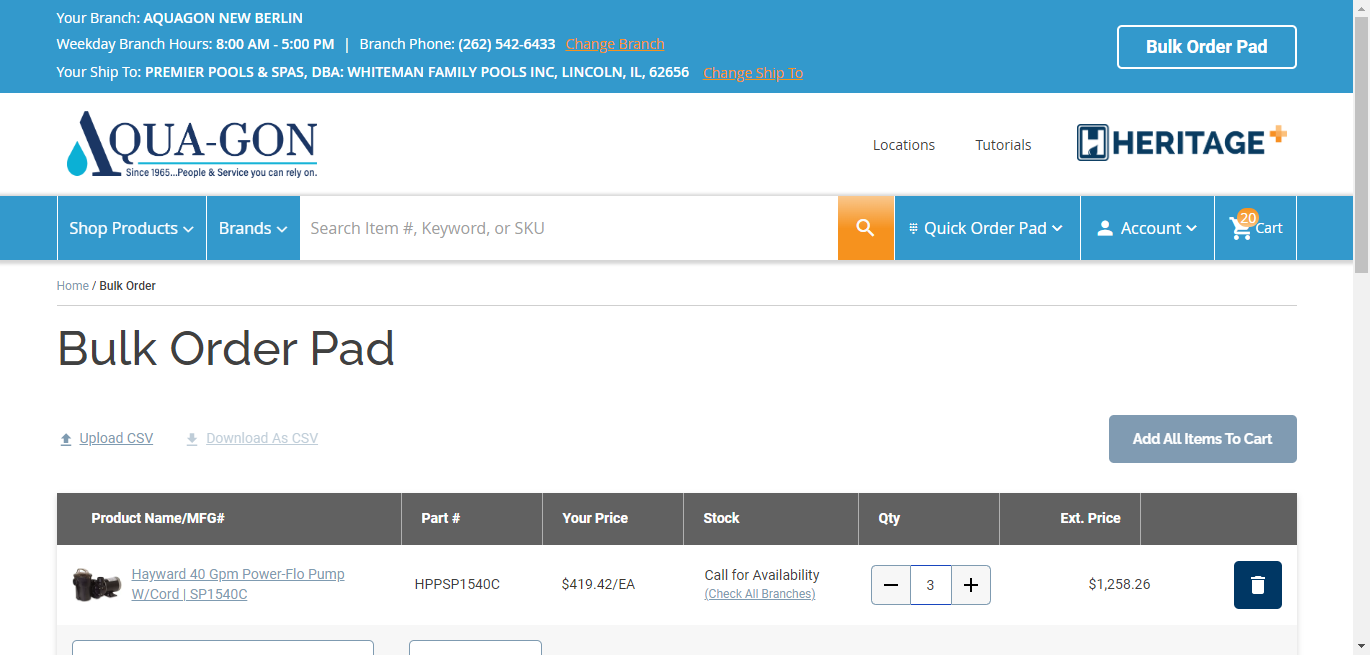 Your Branch: AQUAGON NEW BERLIN
Weekday Branch Hours: 8:00 AM - 5:00 PM | Branch Phone: (262) 542-6433 Change Branch
Your Ship To: PREMIER POOLS & SPAS, DBA: WHITEMAN FAMILY POOLS INC, LINCOLN, IL, 62656 Change Ship To
Bulk Order Pad
AQUA-GON
Since 1965...People & Service you can rely on.
Locations Tutorials
HERITAGE+
Shop Products Brands Search Item #, Keyword, or SKU Quick Order Pad Account 20 Cart
Home / Bulk Order
Bulk Order Pad
Upload CSV Download As CSV Add All Items To Cart
Product Name/MFG# Part # Your Price Stock Qty Ext. Price
Hayward 40 Gpm Power-Flo Pump
W/Cord | SP1540C
HPPSP1540C
$419.42/EA
Call for Availability
(Check All Branches)
3
$1,258.26